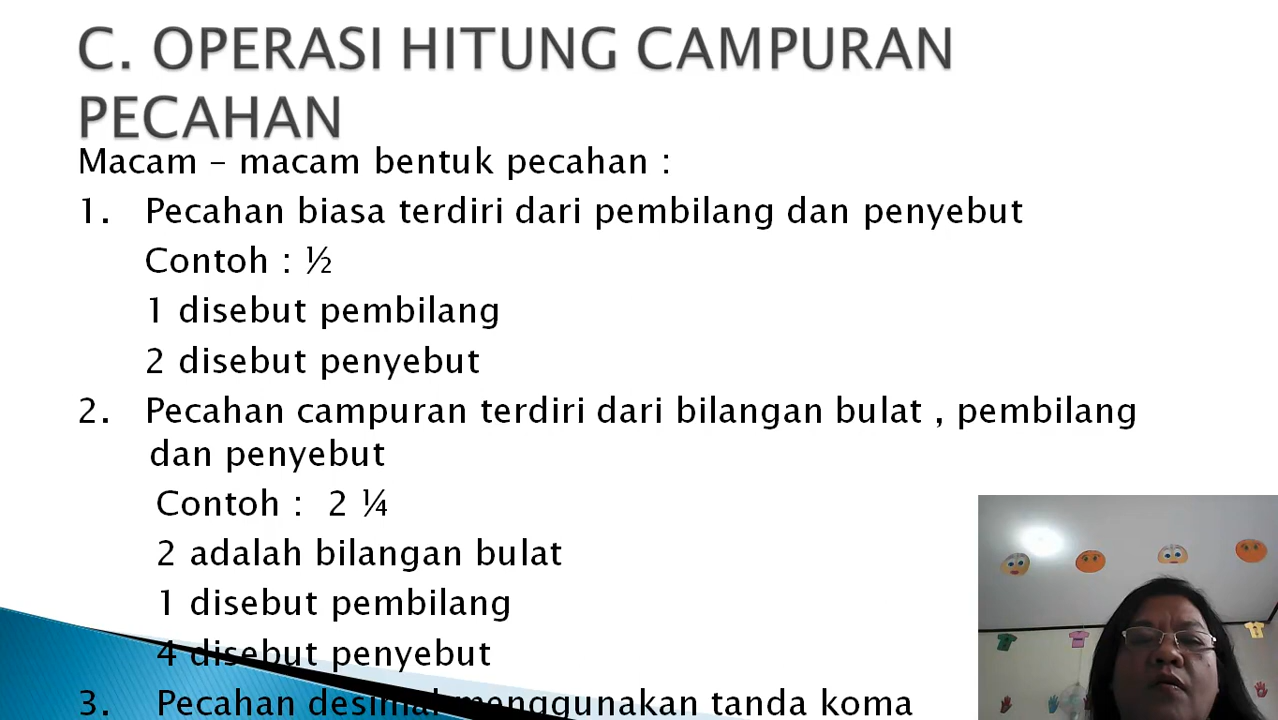 C. OPERASI HITUNG CAMPURAN
PECAHAN
Macam – macam bentuk pecahan :
1. Pecahan biasa terdiri dari pembilang dan penyebut
Contoh : ½
1 disebut pembilang
2 disebut penyebut
2. Pecahan campuran terdiri dari bilangan bulat , pembilang
dan penyebut
Contoh : 2 ¼
2 adalah bilangan bulat
1 disebut pembilang
4 disebut penyebut
3. Pecahan desimal menggunakan tanda koma